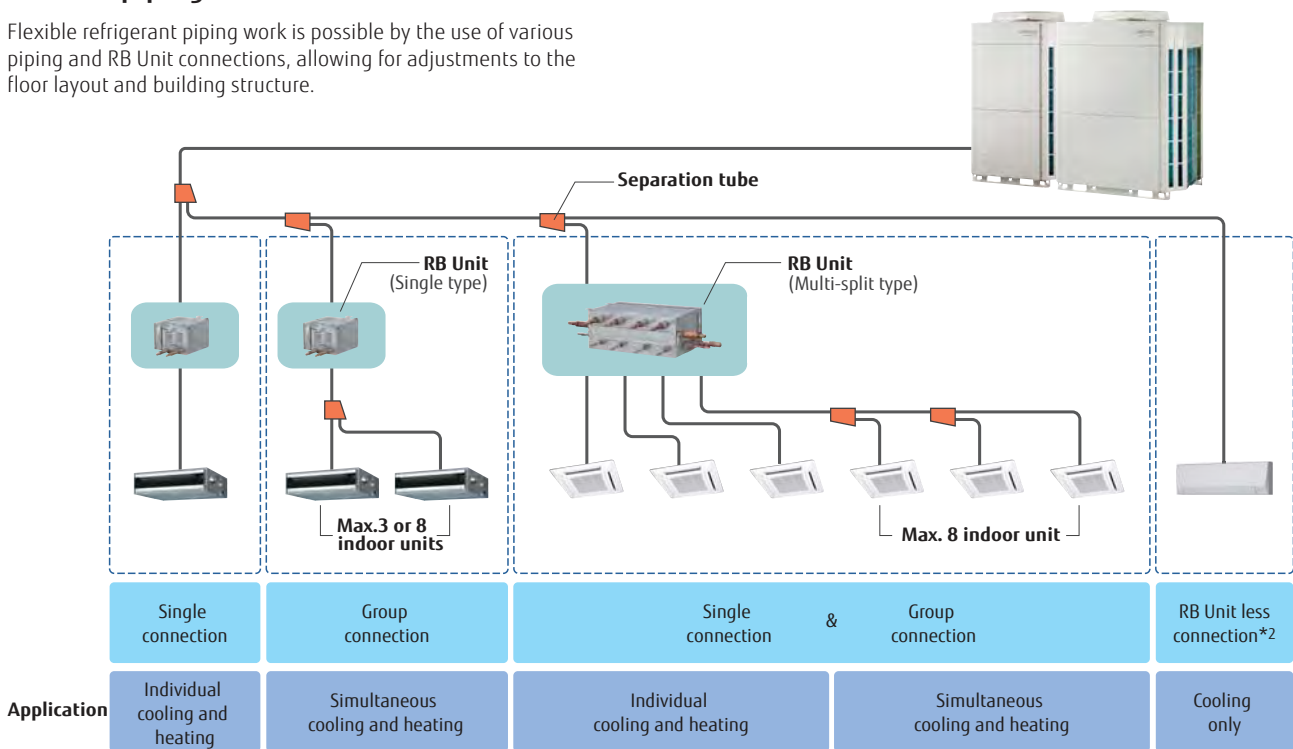 Flexible refrigerant piping work is possible by the use of various
piping and RB Unit connections, allowing for adjustments to the
floor layout and building structure.
Separation tube
RB Unit
(Single type)
RB Unit
(Multi-split type)
Max.3 or 8
indoor units
Max. 8 indoor unit
Single
connection
Group
connection
Single
connection
&
Group
connection
RB Unit less
connection*2
Application
Individual
cooling and
heating
Simultaneous
cooling and heating
Individual
cooling and heating
Simultaneous
cooling and heating
Cooling
only